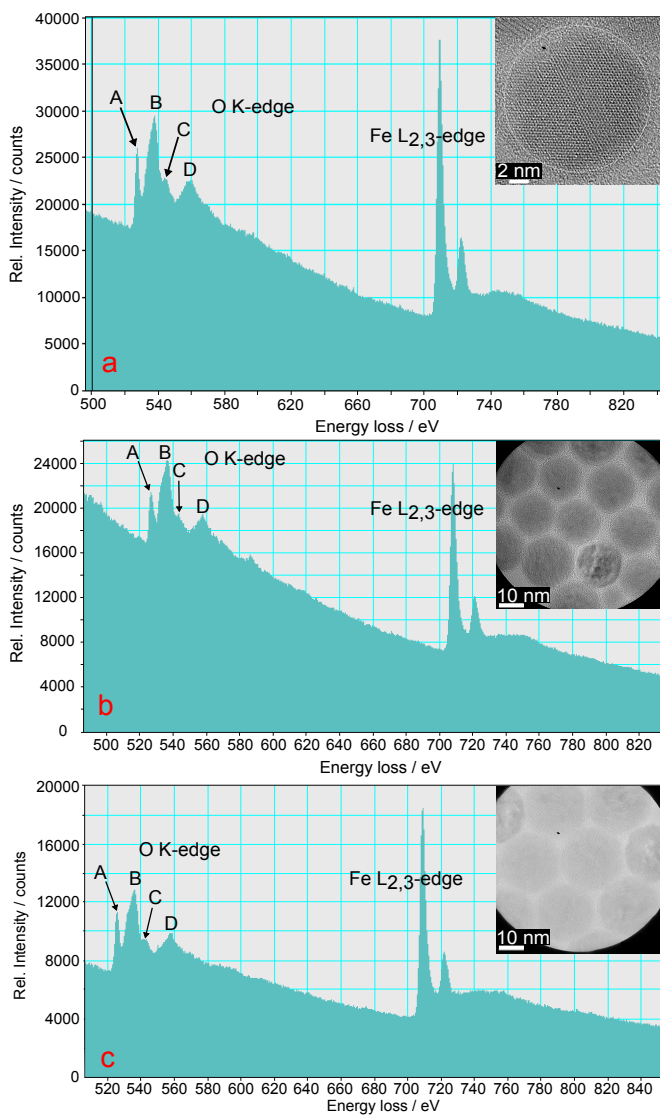 40000
35000
30000
25000
20000
15000
10000
5000
0
Rel. Intensity / counts
A
B
C
D
O K-edge
Fe L2,3-edge
2 nm
a
500 540 580 620 660 700 740 780 820
Energy loss / eV
24000
20000
16000
12000
8000
4000
0
Rel. Intensity / counts
A
B
C
D
O K-edge
Fe L2,3-edge
10 nm
b
500 520 540 560 580 600 620 640 660 680 700 720 740 760 780 800 820
Energy loss / eV
20000
16000
12000
8000
4000
0
Rel. Intensity / counts
A
B
C
D
O K-edge
Fe L2,3-edge
10 nm
c
520 540 560 580 600 620 640 660 680 700 720 740 760 780 800 820 840
Energy loss / eV